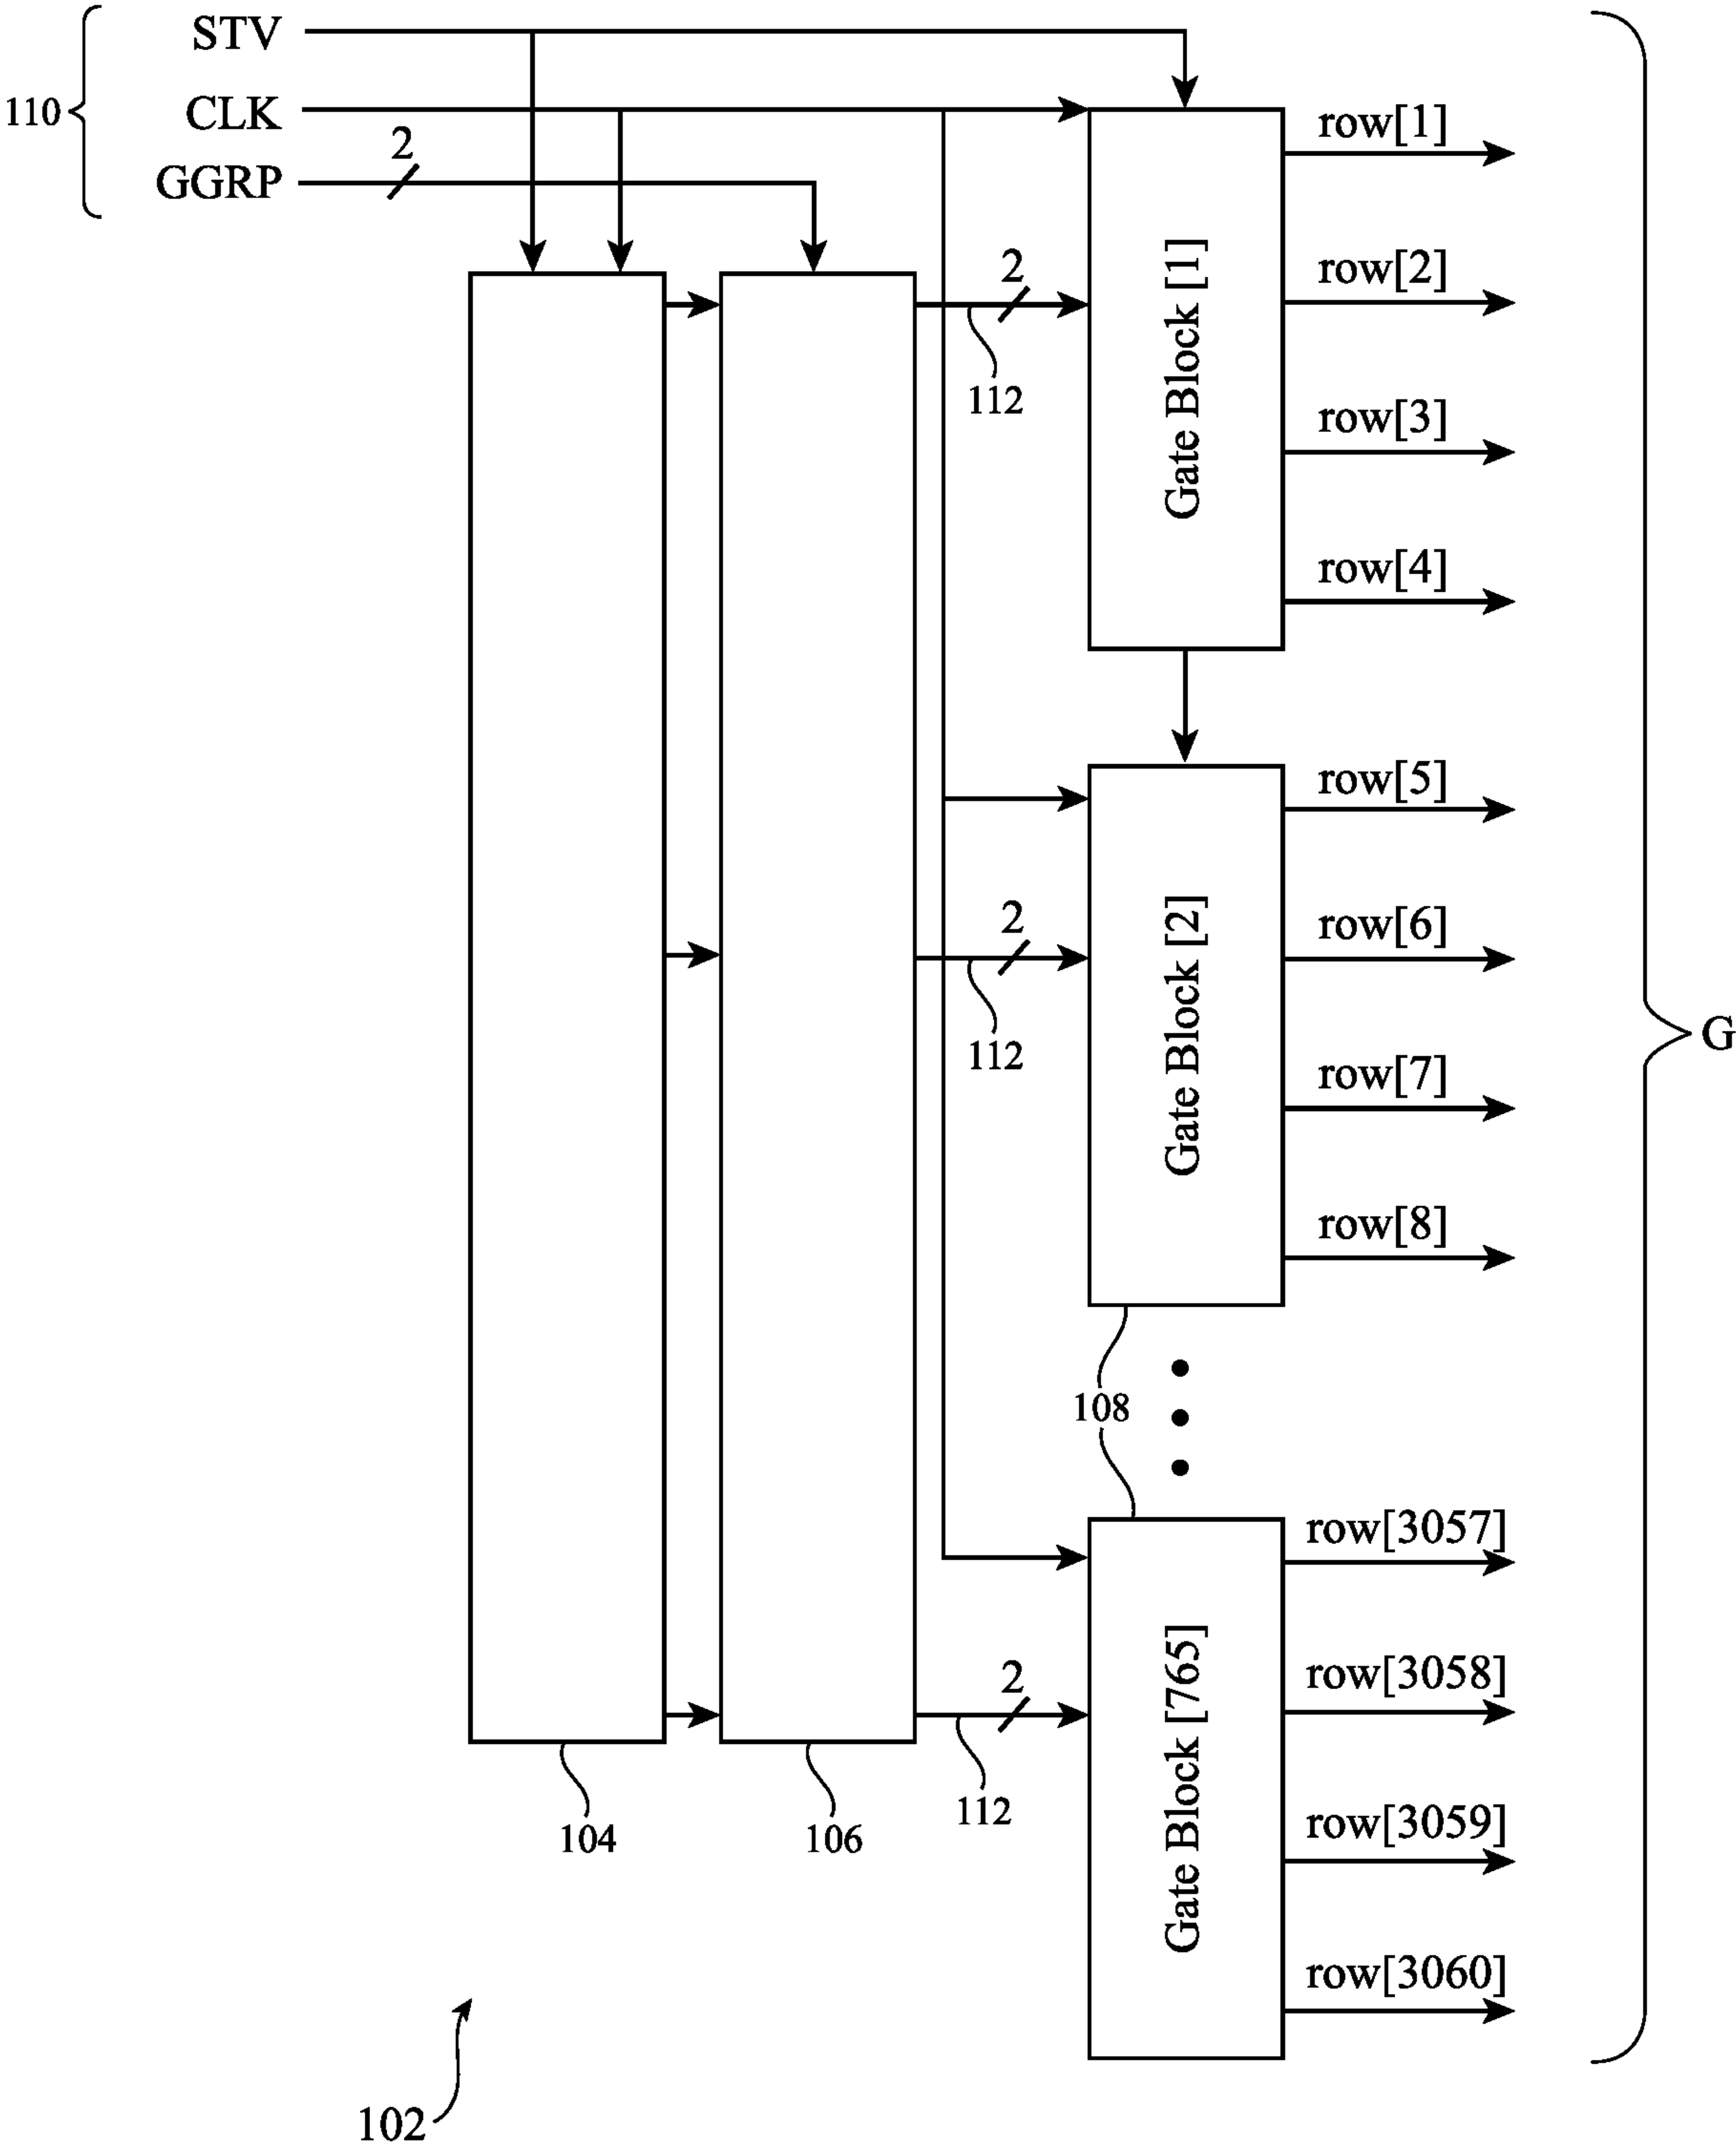 STV
110
CLK
2
GGRP
row[1]
row[2]
2
112
Gate Block [1]
row[3]
row[4]
row[5]
row[6]
2
112
Gate Block [2]
G
row[7]
row[8]
108
row[3057]
row[3058]
2
112
Gate Block [765]
104
106
row[3059]
row[3060]
102